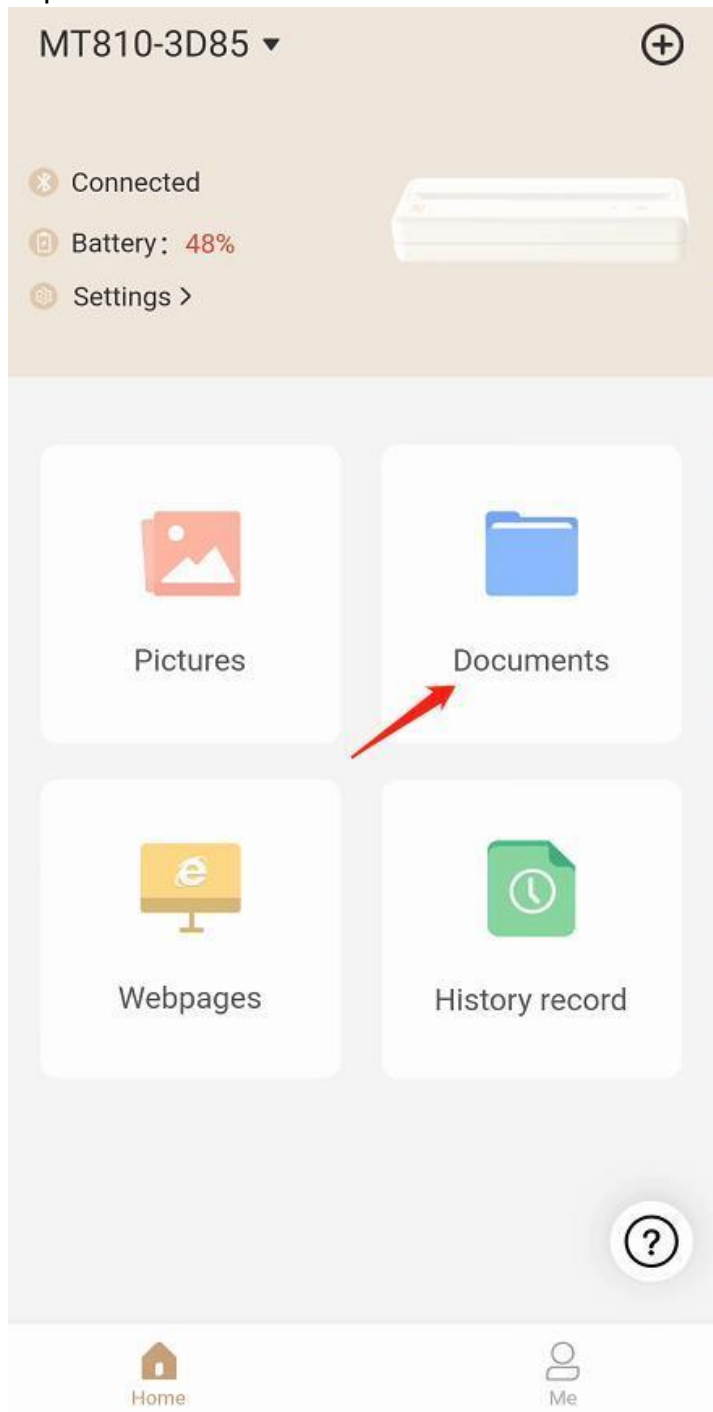 MT810-3D85
Connected
Battery: 48%
Settings >
Pictures
Documents
Webpages
History record
?
Home
Me